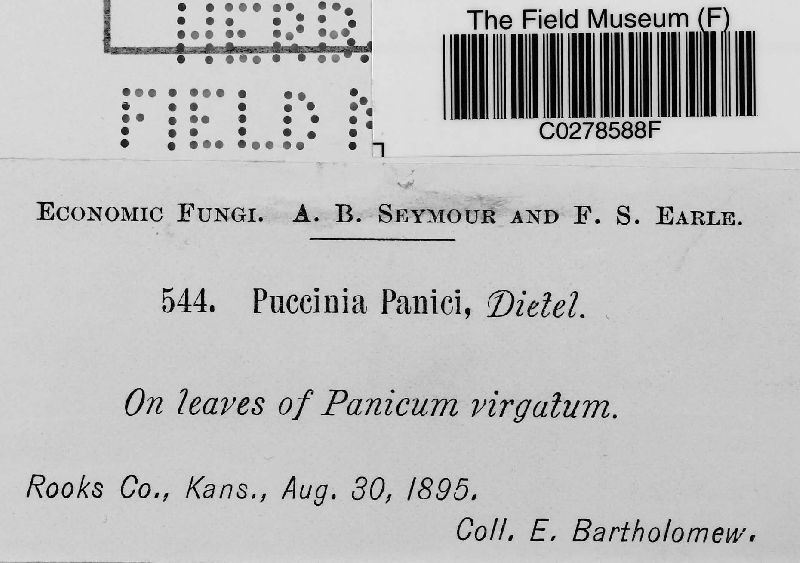 HERB
FIELD M
The Field Museum (F)
C0278588F
ECONOMIC FUNGI. A. B. SEYMOUR AND F. S. EARLE.
544. Puccinia Panici, Dietel.
On leaves of Panicum virgatum.
Rooks Co., Kans., Aug. 30, 1895.
Coll. E. Bartholomew.